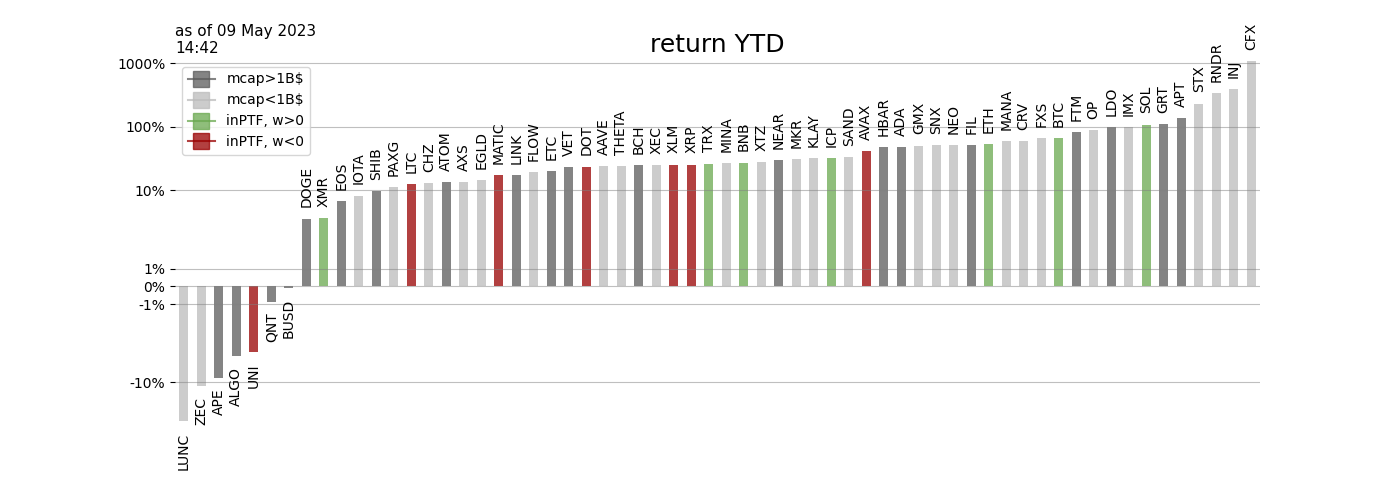 as of 09 May 2023
14:42
return YTD
mcap>1B$
mcap<1B$
inPTF, w>0
inPTF, w<0
1000%
100%
10%
1%
0%
-1%
-10%
LUNC
ZEC
APE
ALGO
UNI
QNT
BUSD
DOGE
XMR
EOS
IOTA
SHIB
PAXG
LTC
CHZ
ATOM
AXS
EGLD
MATIC
LINK
FLOW
ETC
VET
DOT
AAVE
THETA
BCH
XEC
XLM
XRP
TRX
MINA
BNB
XTZ
NEAR
MKR
KLAY
ICP
SAND
AVAX
HBAR
ADA
GMX
SNX
NEO
FIL
ETH
MANA
CRV
FXS
BTC
FTM
OP
LDO
IMX
SOL
GRT
APT
STX
RNDR
INJ
CFX